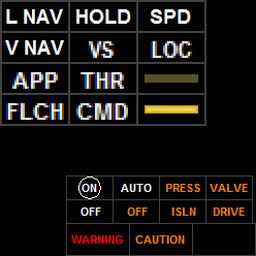 L NAV HOLD SPD
V NAV VS LOC
APP THR
FLCH CMD
ON AUTO PRESS VALVE
OFF OFF ISLN DRIVE
WARNING CAUTION